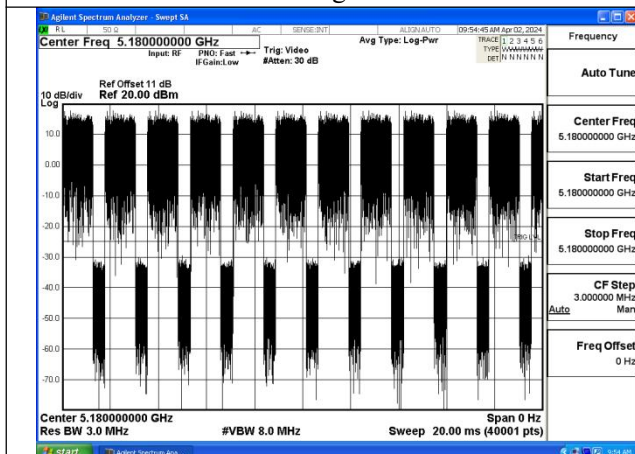 Agilent Spectrum Analyzer - Swept SA
RL 50 Ω AC SENSE:INT ALIGNAUTO 09:54:45 AM Apr 02, 2024
Center Freq 5.180000000 GHz
Input: RF PNO: Fast
IFGain:Low
Trig: Video
#Atten: 30 dB
Avg Type: Log-Pwr
TRACE 1 2 3 4 5 6
TYPE
DET N N N N N N
Ref Offset 11 dB
10 dB/div Ref 20.00 dBm
Log
10.0
0.00
-10.0
-20.0
TRIG LVL
-30.0
-40.0
-50.0
-60.0
-70.0
Center 5.180000000 GHz Span 0 Hz
Res BW 3.0 MHz #VBW 8.0 MHz Sweep 20.00 ms (40001 pts)
Frequency
Auto Tune
Center Freq
5.180000000 GHz
Start Freq
5.180000000 GHz
Stop Freq
5.180000000 GHz
CF Step
3.000000 MHz
Auto Man
Freq Offset
0 Hz
start Agilent Spectrum Ana... 9:54 AM